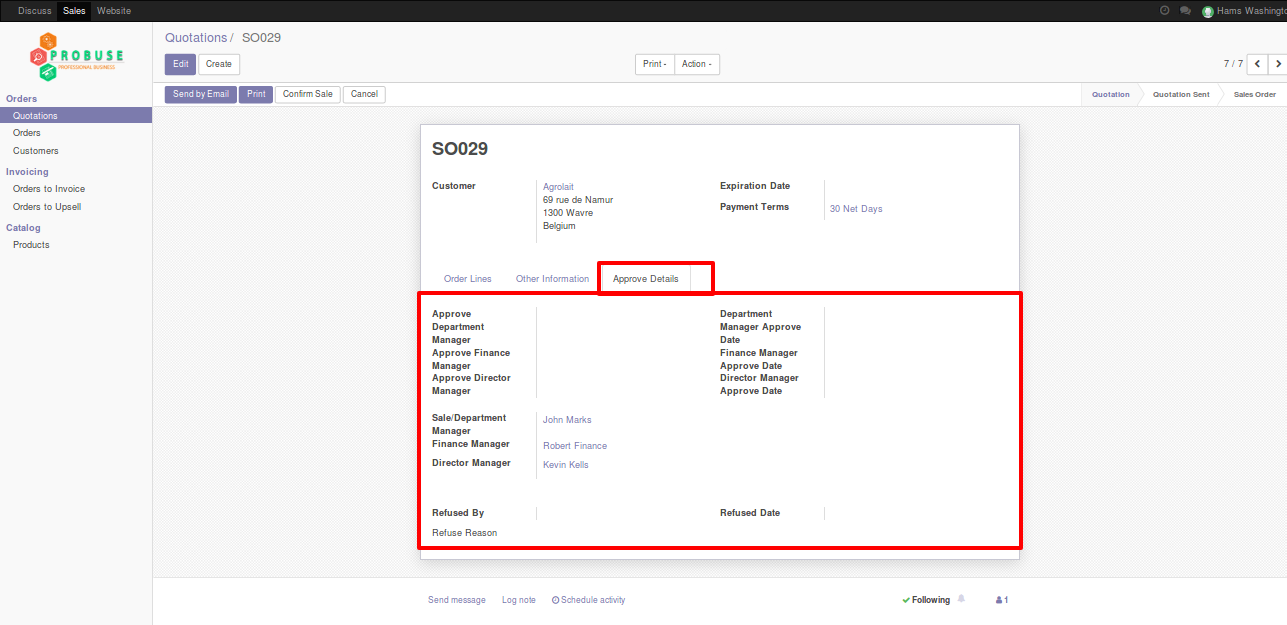 Discuss Sales Website Hams Washingto
PROBUSE
PROFESSIONAL BUSINESS
Quotations / SO029
Edit Create Print Action 7 / 7
Send by Email Print Confirm Sale Cancel Quotation Quotation Sent Sales Order
Orders
Quotations
Orders
Customers
Invoicing
Orders to Invoice
Orders to Upsell
Catalog
Products
SO029
Customer
Agrolait
69 rue de Namur
1300 Wavre
Belgium
Expiration Date
Payment Terms 30 Net Days
Order Lines Other Information Approve Details
Approve
Department
Manager
Approve Finance
Manager
Approve Director
Manager
Department
Manager Approve
Date
Finance Manager
Approve Date
Director Manager
Approve Date
Sale/Department
Manager
John Marks
Finance Manager Robert Finance
Director Manager Kevin Kells
Refused By Refused Date
Refuse Reason
Send message Log note Schedule activity Following 1